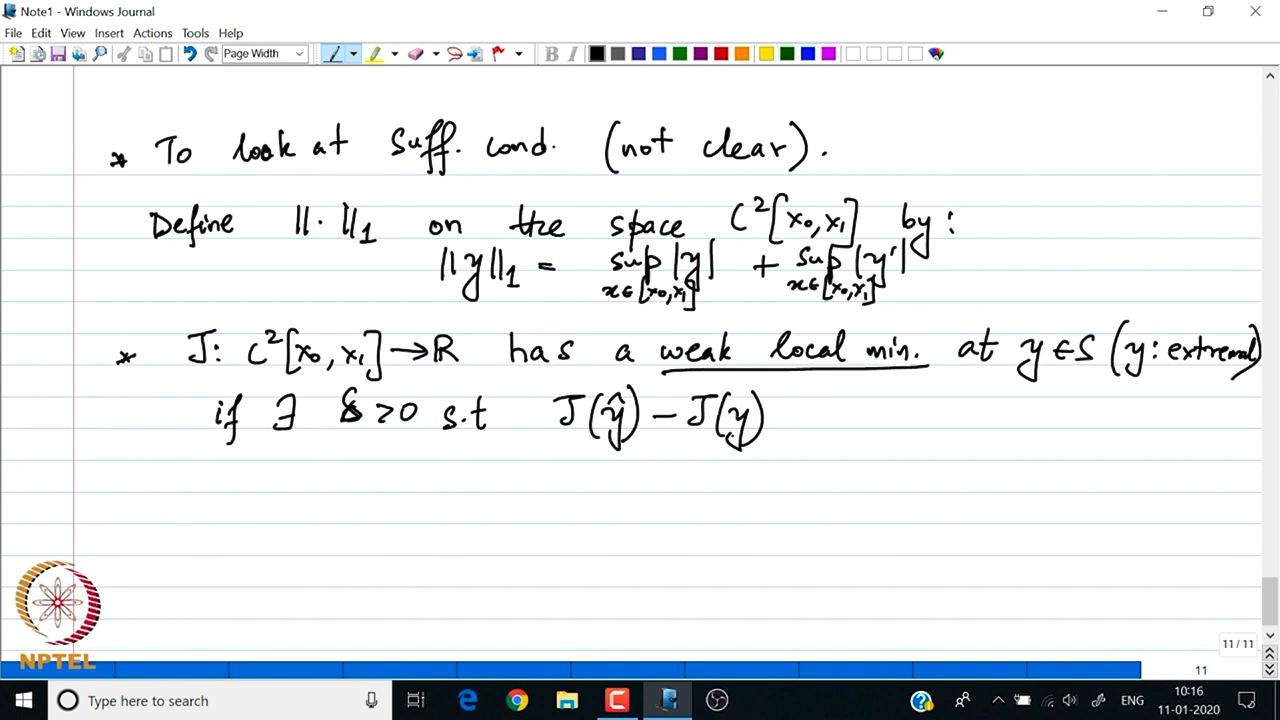 Note1 - Windows Journal
File Edit View Insert Actions Tools Help
Page Width B I
* To look at Suff. cond. (not clear).
Define ||·||₁ on the space C²[x₀,x₁] by:
||y||₁ = sup |y| + sup |y'|
x∈[x₀,x₁] x∈[x₀,x₁]
* J: C²[x₀,x₁]→ℝ has a weak local min. at y∈S (y: extremal)
if ∃ δ>0 s.t J(ŷ) − J(y)
NPTEL
11/11
11
Type here to search
ENG
10:16
11-01-2020